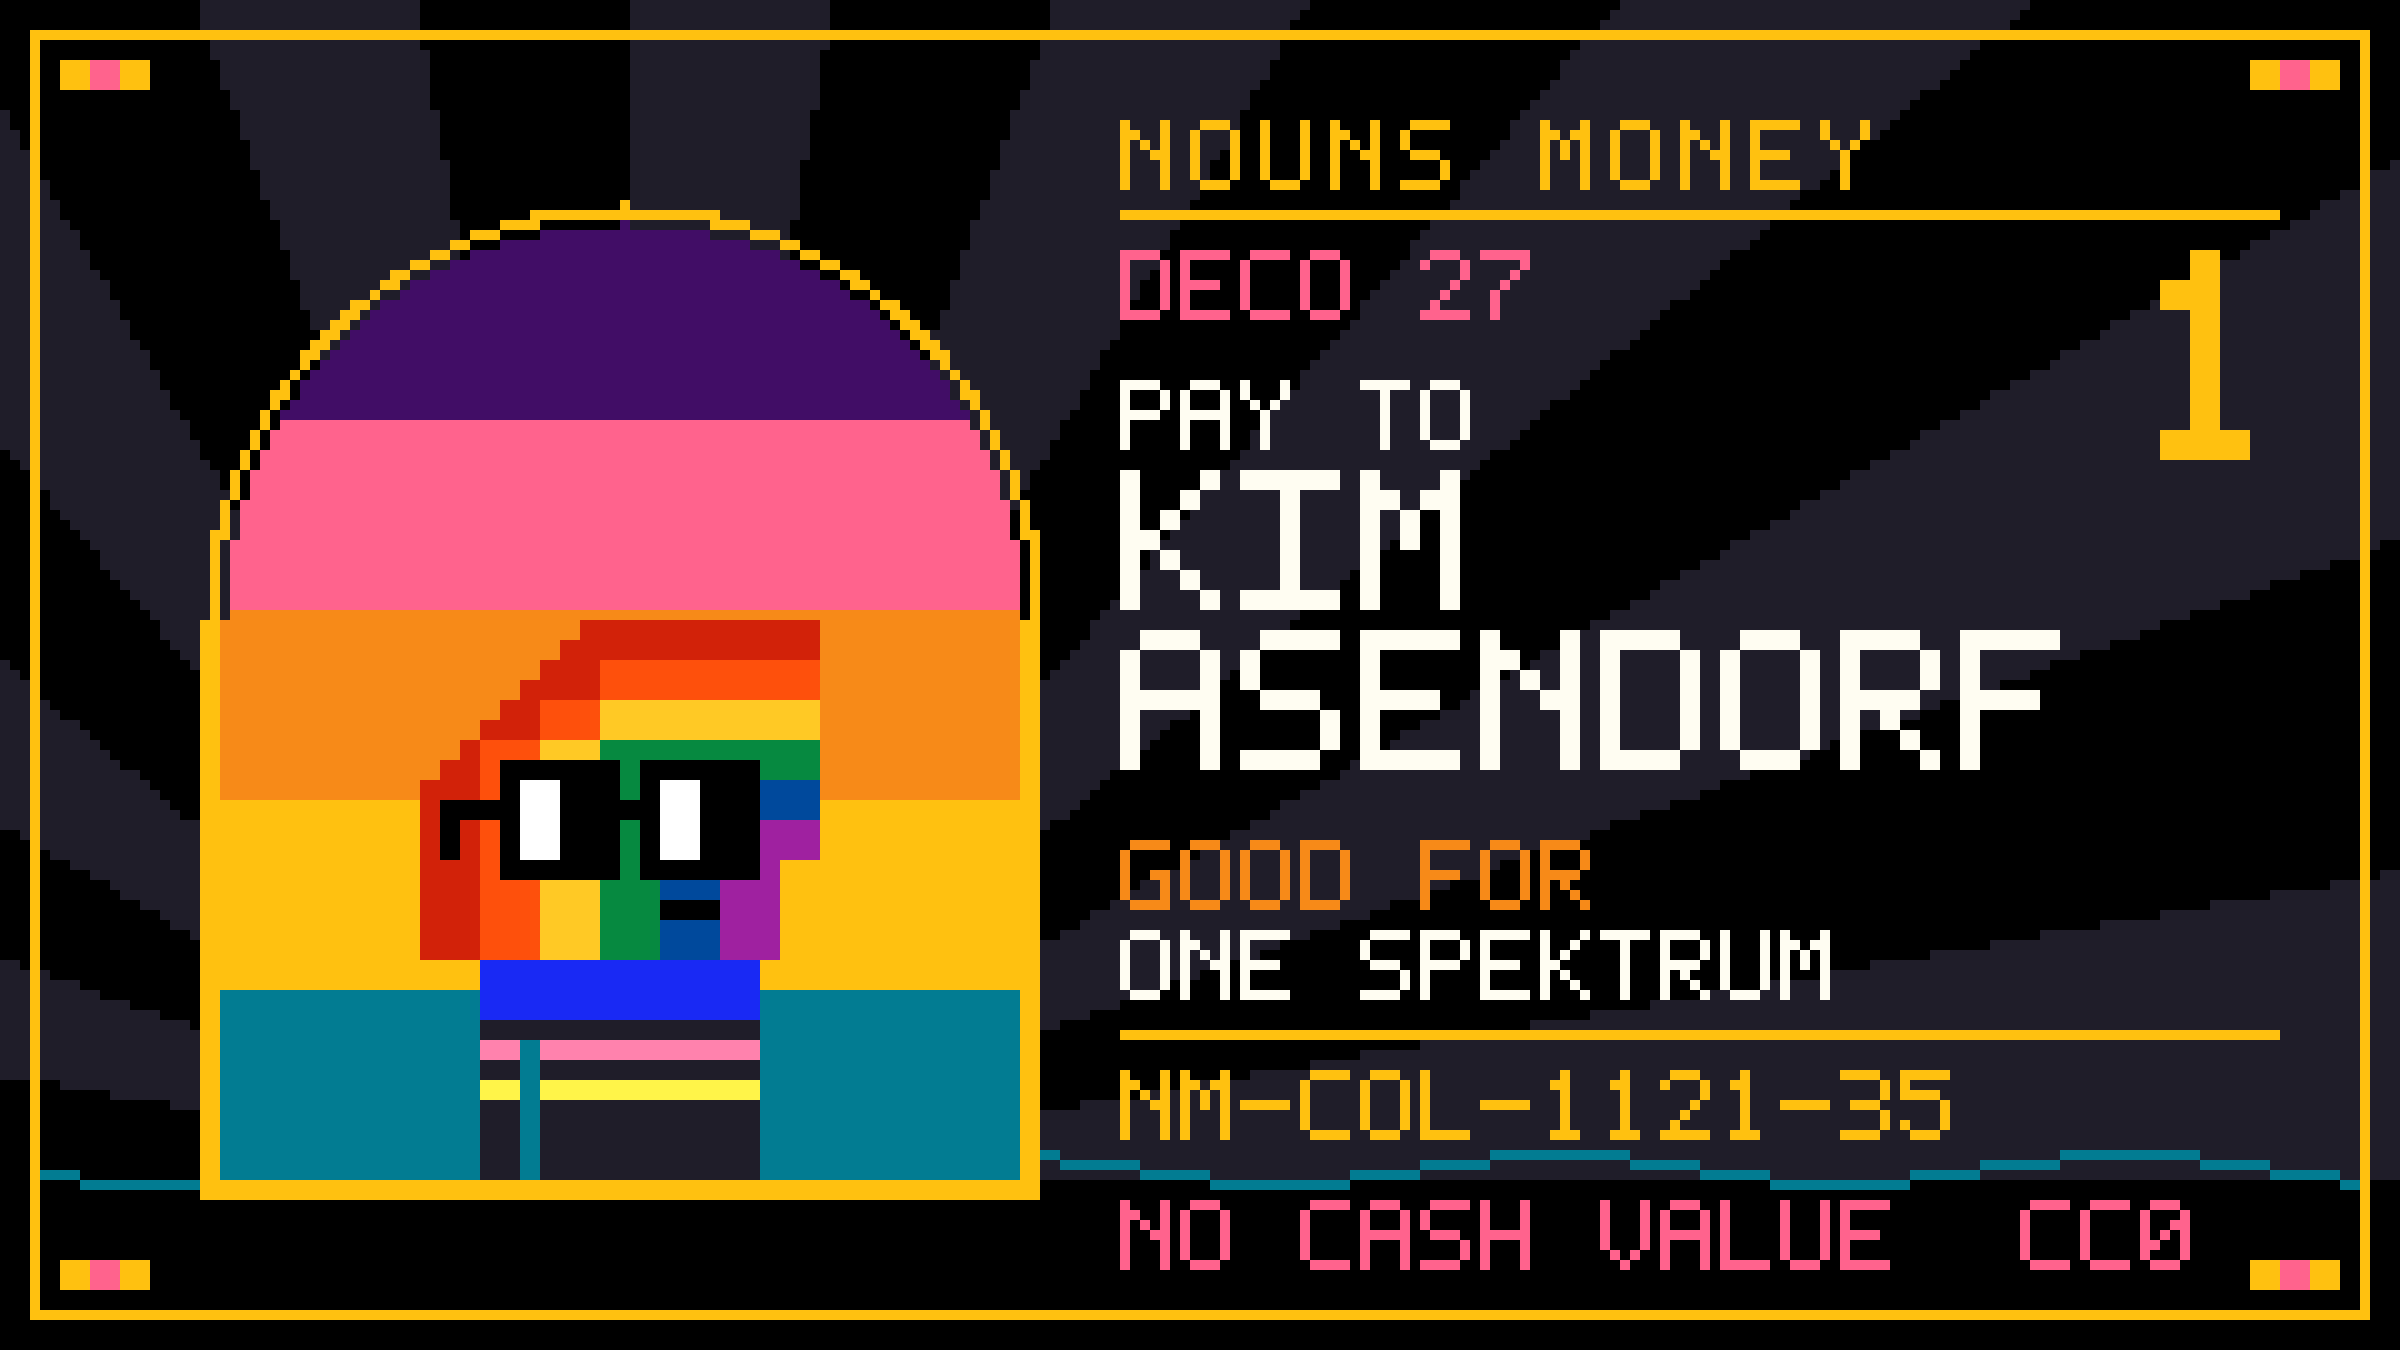 NOUNS MONEY
DECO 27
1
PAY TO
KIM
ASENDORF
GOOD FOR
ONE SPEKTRUM
NM-COL-1121-35
NO CASH VALUE CC0